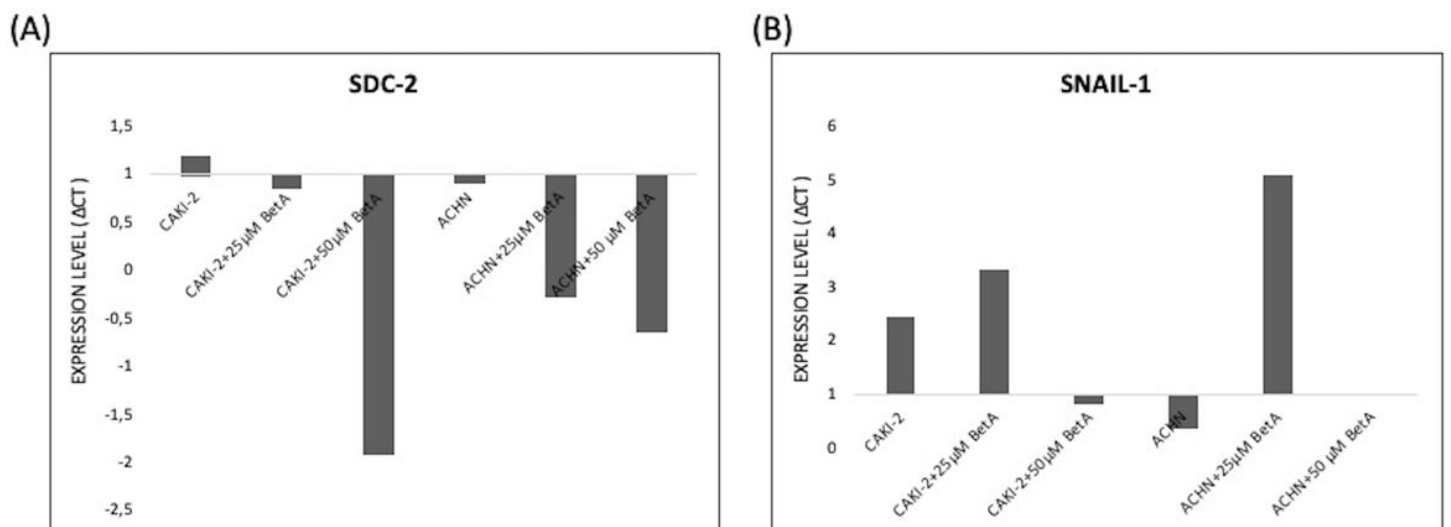 (A)
SDC-2
EXPRESSION LEVEL (ΔCT)
1,5
1
0,5
0
-0,5
-1
-1,5
-2
-2,5
CAKI-2
CAKI-2+25µM BetA
CAKI-2+50µM BetA
ACHN
ACHN+25µM BetA
ACHN+50 µM BetA
(B)
SNAIL-1
EXPRESSION LEVEL (ΔCT)
6
5
4
3
2
1
0
CAKI-2
CAKI-2+25µM BetA
CAKI-2+50µM BetA
ACHN
ACHN+25µM BetA
ACHN+50 µM BetA